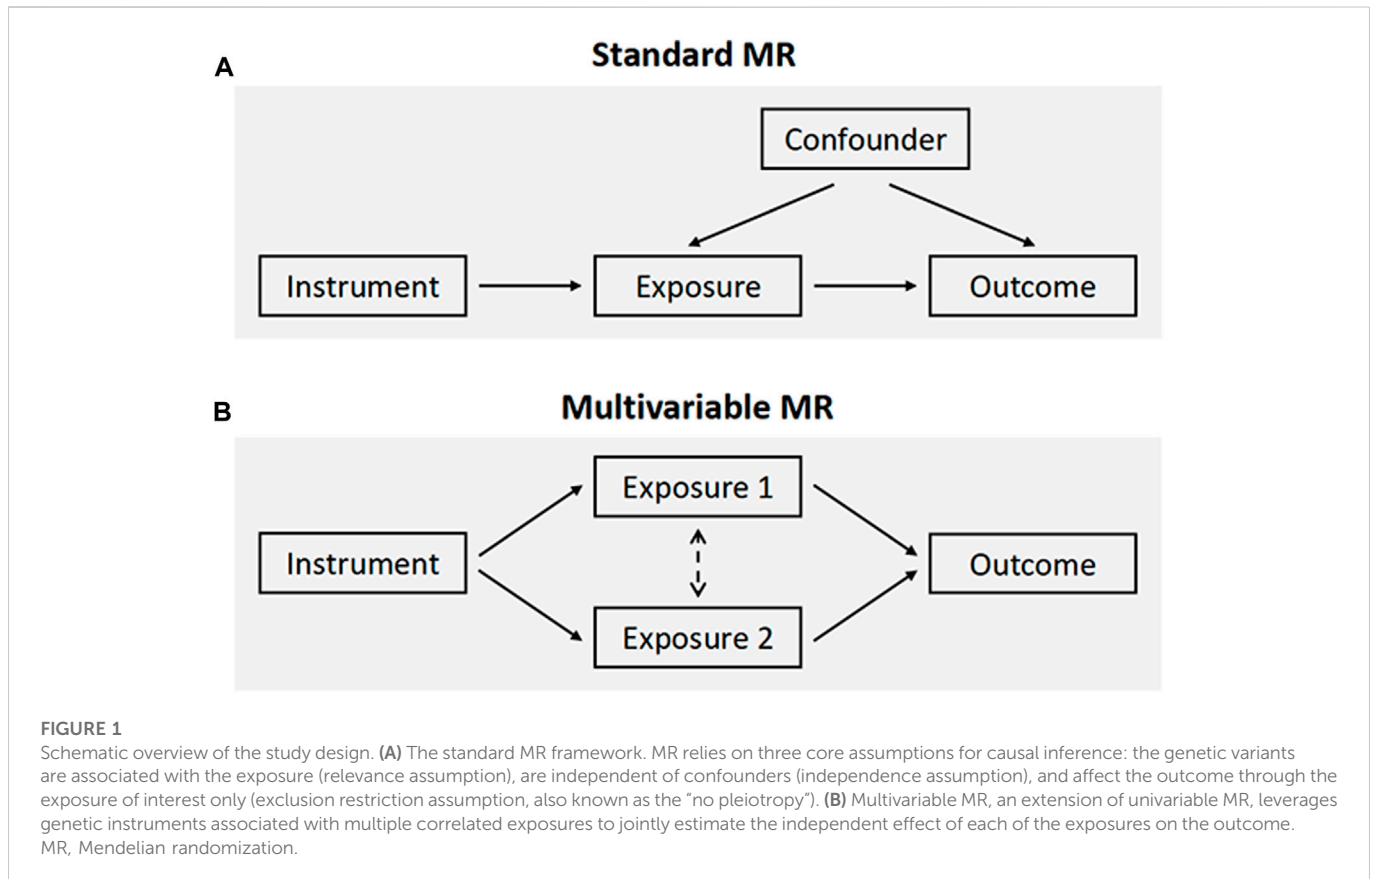 A
Standard MR
Confounder
Instrument
Exposure
Outcome
B
Multivariable MR
Exposure 1
Instrument
Outcome
Exposure 2
FIGURE 1
Schematic overview of the study design. (A) The standard MR framework. MR relies on three core assumptions for causal inference: the genetic variants
are associated with the exposure (relevance assumption), are independent of confounders (independence assumption), and affect the outcome through the
exposure of interest only (exclusion restriction assumption, also known as the “no pleiotropy”). (B) Multivariable MR, an extension of univariable MR, leverages
genetic instruments associated with multiple correlated exposures to jointly estimate the independent effect of each of the exposures on the outcome.
MR, Mendelian randomization.